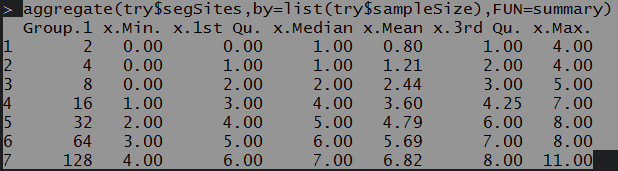 > aggregate(try$segSites,by=list(try$sampleSize),FUN=summary)
Group.1 x.Min. x.1st Qu. x.Median x.Mean x.3rd Qu. x.Max.
1 2 0.00 0.00 1.00 0.80 1.00 4.00
2 4 0.00 1.00 1.00 1.21 2.00 4.00
3 8 0.00 2.00 2.00 2.44 3.00 5.00
4 16 1.00 3.00 4.00 3.60 4.25 7.00
5 32 2.00 4.00 5.00 4.79 6.00 8.00
6 64 3.00 5.00 6.00 5.69 7.00 8.00
7 128 4.00 6.00 7.00 6.82 8.00 11.00